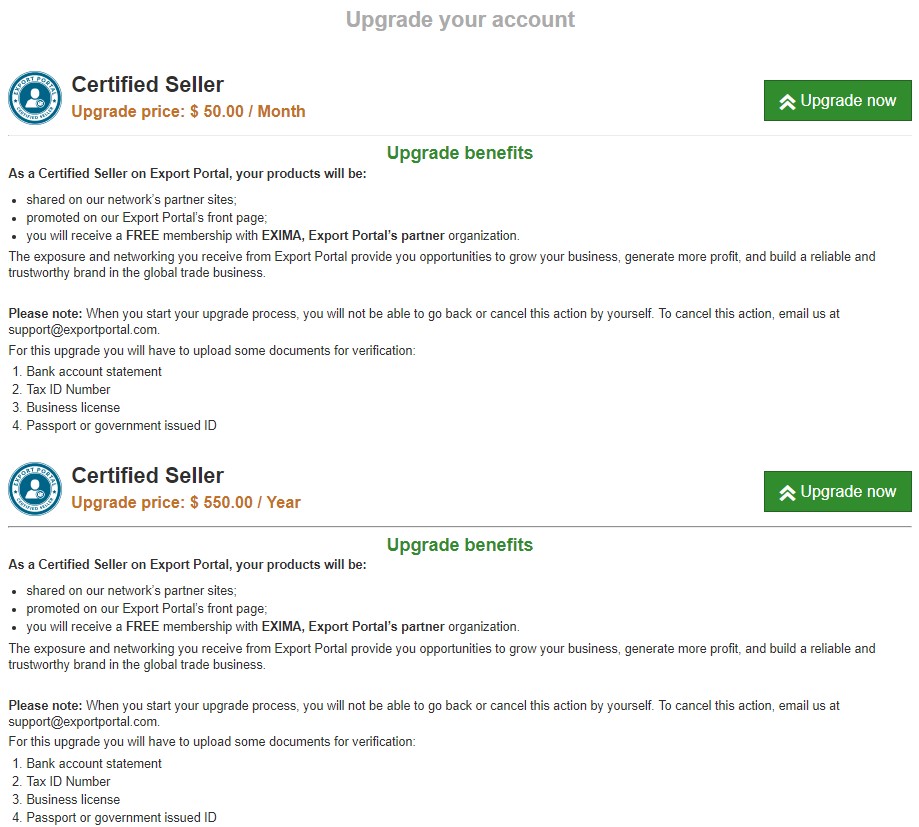 Upgrade your account
EXPORT PORTAL
CERTIFIED SELLER
Certified Seller
Upgrade price: $ 50.00 / Month
Upgrade now
Upgrade benefits
As a Certified Seller on Export Portal, your products will be:
• shared on our network's partner sites;
• promoted on our Export Portal's front page;
• you will receive a FREE membership with EXIMA, Export Portal's partner organization.
The exposure and networking you receive from Export Portal provide you opportunities to grow your business, generate more profit, and build a reliable and
trustworthy brand in the global trade business.
Please note: When you start your upgrade process, you will not be able to go back or cancel this action by yourself. To cancel this action, email us at
support@exportportal.com.
For this upgrade you will have to upload some documents for verification:
1. Bank account statement
2. Tax ID Number
3. Business license
4. Passport or government issued ID
EXPORT PORTAL
CERTIFIED SELLER
Certified Seller
Upgrade price: $ 550.00 / Year
Upgrade now
Upgrade benefits
As a Certified Seller on Export Portal, your products will be:
• shared on our network's partner sites;
• promoted on our Export Portal's front page;
• you will receive a FREE membership with EXIMA, Export Portal's partner organization.
The exposure and networking you receive from Export Portal provide you opportunities to grow your business, generate more profit, and build a reliable and
trustworthy brand in the global trade business.
Please note: When you start your upgrade process, you will not be able to go back or cancel this action by yourself. To cancel this action, email us at
support@exportportal.com.
For this upgrade you will have to upload some documents for verification:
1. Bank account statement
2. Tax ID Number
3. Business license
4. Passport or government issued ID